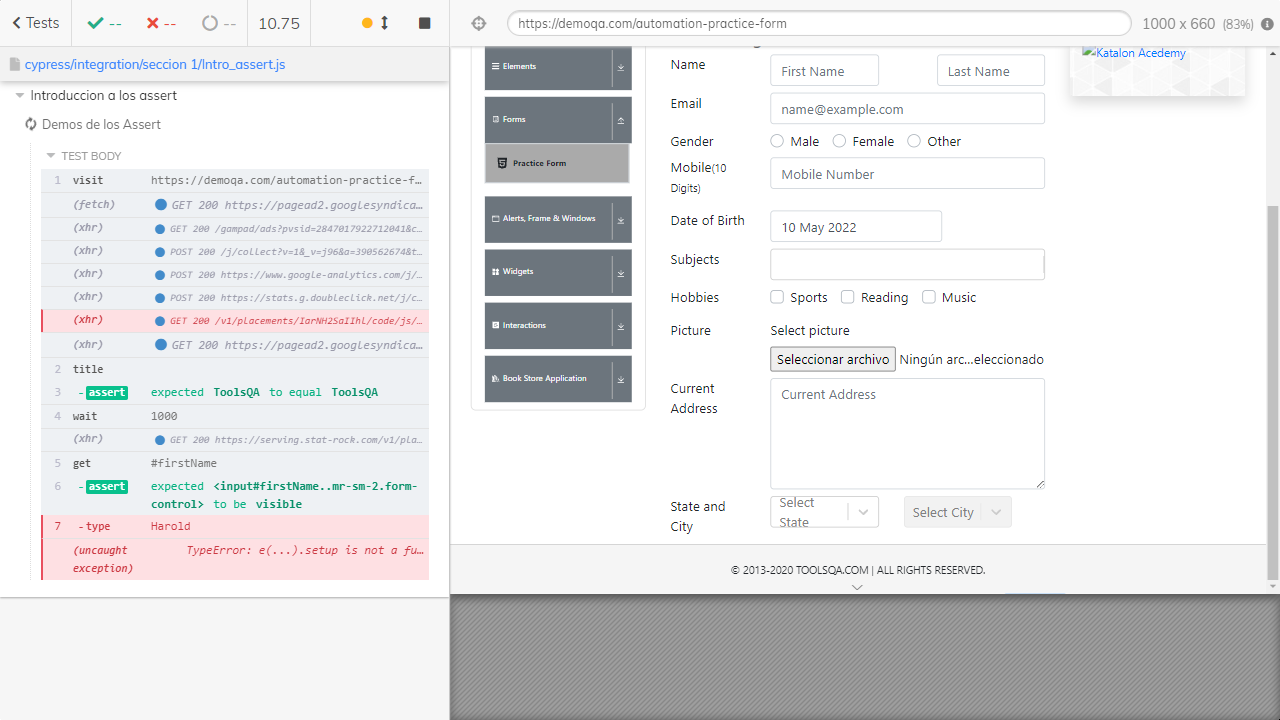 Tests
--
--
--
10.75
cypress/integration/seccion 1/Intro_assert.js
Introduccion a los assert
Demos de los Assert
TEST BODY
1 visit https://demoqa.com/automation-practice-f…
(fetch) GET 200 https://pagead2.googlesyndica…
(xhr) GET 200 /gampad/ads?pvsid=2847017922712041&c…
(xhr) POST 200 /j/collect?v=1&_v=j96&a=390562674&t…
(xhr) POST 200 https://www.google-analytics.com/j/…
(xhr) POST 200 https://stats.g.doubleclick.net/j/c…
(xhr) GET 200 /v1/placements/IarNH2SaIIhl/code/js/…
(xhr) GET 200 https://pagead2.googlesyndica…
2 title
3 -assert expected ToolsQA to equal ToolsQA
4 wait 1000
(xhr) GET 200 https://serving.stat-rock.com/v1/pla…
5 get #firstName
6 -assert expected <input#firstName..mr-sm-2.form-
control> to be visible
7 -type Harold
(uncaught TypeError: e(...).setup is not a fu…
exception)
https://demoqa.com/automation-practice-form
1000 x 660 (83%)
Elements
Forms
Practice Form
Alerts, Frame & Windows
Widgets
Interactions
Book Store Application
Name First Name Last Name
Email name@example.com
Gender Male Female Other
Mobile(10
Digits) Mobile Number
Date of Birth 10 May 2022
Subjects
Hobbies Sports Reading Music
Picture Select picture
Seleccionar archivo Ningún arc…eleccionado
Current
Address Current Address
State and
City Select
State Select City
Katalon Acedemy
© 2013-2020 TOOLSQA.COM | ALL RIGHTS RESERVED.